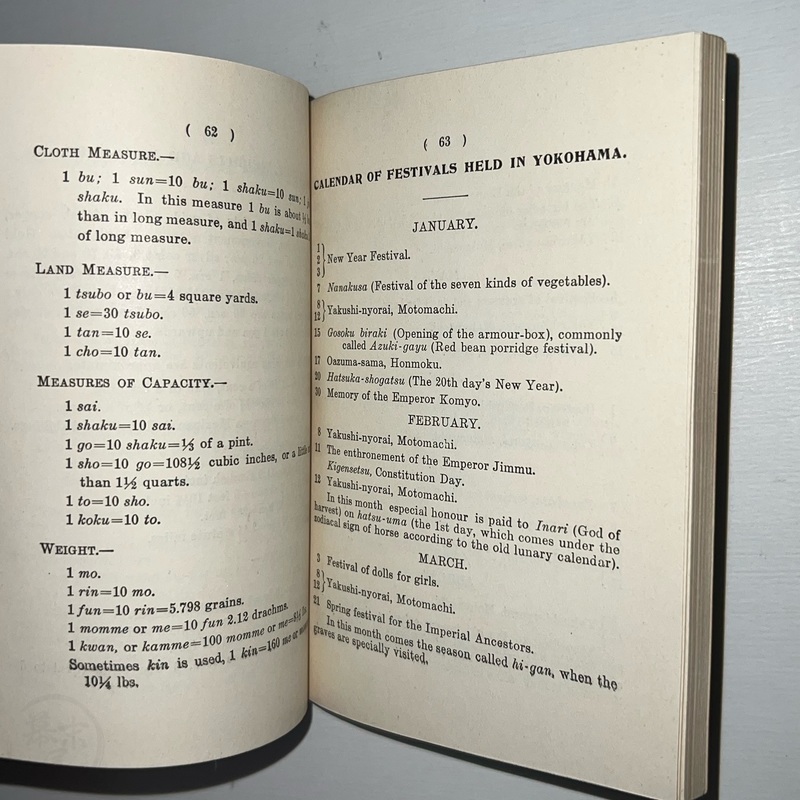 ( 62 )
CLOTH MEASURE.—
1 bu; 1 sun=10 bu; 1 shaku=10 sun; 1
shaku. In this measure 1 bu is about
than in long measure, and 1 shaku=1
of long measure.
LAND MEASURE.—
1 tsubo or bu=4 square yards.
1 se=30 tsubo.
1 tan=10 se.
1 cho=10 tan.
MEASURES OF CAPACITY.—
1 sai.
1 shaku=10 sai.
1 go=10 shaku=⅓ of a pint.
1 sho=10 go=108½ cubic inches, or a little
than 1½ quarts.
1 to=10 sho.
1 koku=10 to.
WEIGHT.—
1 mo.
1 rin=10 mo.
1 fun=10 rin=5.798 grains.
1 momme or me=10 fun 2.12 drachms.
1 kwan, or kamme=100 momme or me=8¼
Sometimes kin is used, 1 kin=160 me or
10¼ lbs.
( 63 )
CALENDAR OF FESTIVALS HELD IN YOKOHAMA.
JANUARY.
1
2 } New Year Festival.
3
7 Nanakusa (Festival of the seven kinds of vegetables).
8
12 } Yakushi-nyorai, Motomachi.
15 Gosoku biraki (Opening of the armour-box), commonly
called Azuki-gayu (Red bean porridge festival).
17 Oazuma-sama, Honmoku.
20 Hatsuka-shogatsu (The 20th day's New Year).
30 Memory of the Emperor Komyo.
FEBRUARY.
8 Yakushi-nyorai, Motomachi.
11 The enthronement of the Emperor Jimmu.
Kigensetsu, Constitution Day.
12 Yakushi-nyorai, Motomachi.
In this month especial honour is paid to Inari (God of
harvest) on hatsu-uma (the 1st day, which comes under the
zodiacal sign of horse according to the old lunary calendar).
MARCH.
3 Festival of dolls for girls.
8
12 } Yakushi-nyorai, Motomachi.
21 Spring festival for the Imperial Ancestors.
In this month comes the season called hi-gan, when the
graves are specially visited.